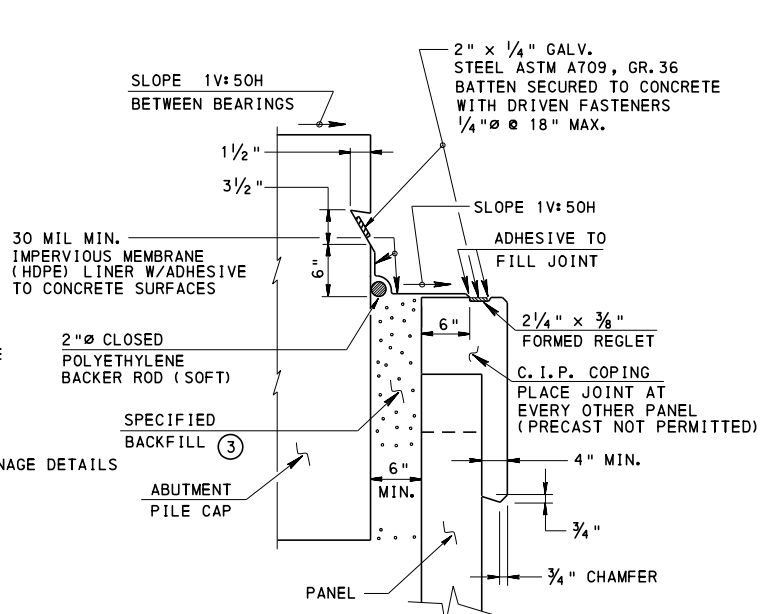 2" x 1/4" GALV.
STEEL ASTM A709, GR.36
BATTEN SECURED TO CONCRETE
WITH DRIVEN FASTENERS
1/4"Ø @ 18" MAX.
SLOPE 1V:50H
BETWEEN BEARINGS
1 1/2"
3 1/2"
SLOPE 1V:50H
30 MIL MIN.
IMPERVIOUS MEMBRANE
(HDPE) LINER W/ADHESIVE
TO CONCRETE SURFACES
6"
ADHESIVE TO
FILL JOINT
2"Ø CLOSED
POLYETHYLENE
BACKER ROD (SOFT)
6"
2 1/4" x 3/8"
FORMED REGLET
C.I.P. COPING
PLACE JOINT AT
EVERY OTHER PANEL
(PRECAST NOT PERMITTED)
SPECIFIED
BACKFILL 3
NAGE DETAILS
6"
MIN.
4" MIN.
ABUTMENT
PILE CAP
3/4"
3/4" CHAMFER
PANEL